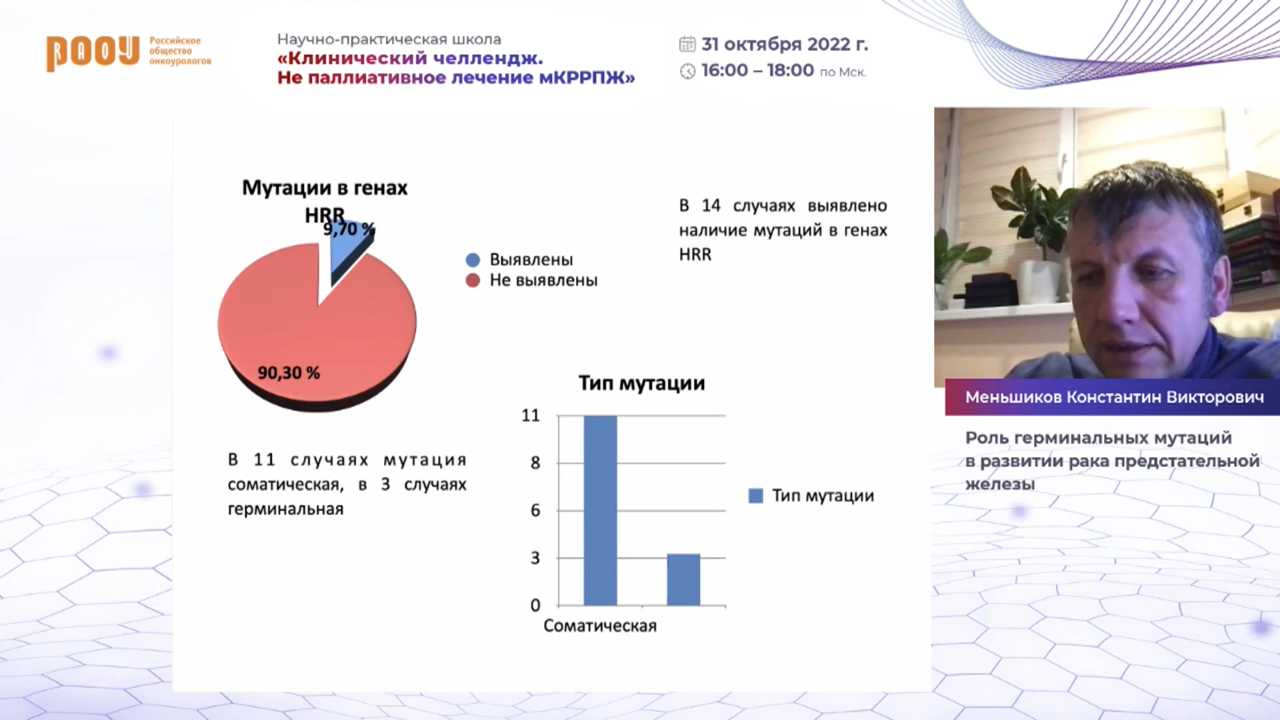 РАОУ
Российское
общество
онкоурологов
Научно-практическая школа
«Клинический челлендж.
Не паллиативное лечение мКРРПЖ»
31 октября 2022 г.
16:00 – 18:00 по Мск.
Мутации в генах
HRR
9,70 %
90,30 %
Выявлены
Не выявлены
В 14 случаях выявлено
наличие мутаций в генах
HRR
В 11 случаях мутация
соматическая, в 3 случаях
герминальная
Тип мутации
11
8
6
3
0
Соматическая
Тип мутации
Меньшиков Константин Викторович
Роль герминальных мутаций
в развитии рака предстательной
железы